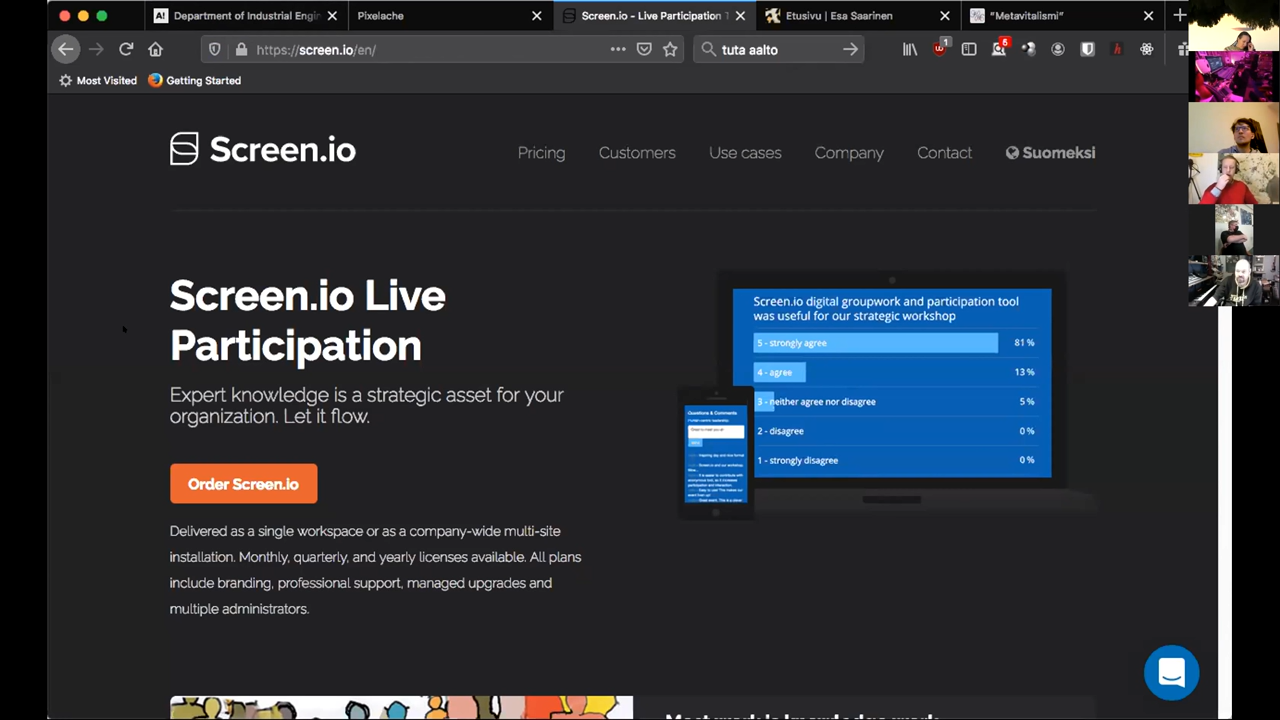 Department of Industrial Engin
Pixelache
Screen.io - Live Participation T
Etusivu | Esa Saarinen
"Metavitalismi"
https://screen.io/en/
tuta aalto
1
6
Most Visited
Getting Started
Screen.io
Pricing
Customers
Use cases
Company
Contact
Suomeksi
Screen.io Live
Participation
Expert knowledge is a strategic asset for your
organization. Let it flow.
Order Screen.io
Delivered as a single workspace or as a company-wide multi-site
installation. Monthly, quarterly, and yearly licenses available. All plans
include branding, professional support, managed upgrades and
multiple administrators.
Screen.io digital groupwork and participation tool
was useful for our strategic workshop
5 - strongly agree 81 %
4 - agree 13 %
3 - neither agree nor disagree 5 %
2 - disagree 0 %
1 - strongly disagree 0 %
Questions & Comments